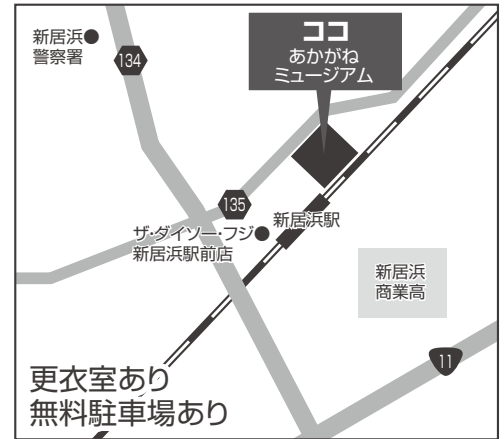 新居浜
警察署
134
ココ
あかがね
ミュージアム
135
新居浜駅
ザ・ダイソー・フジ
新居浜駅前店
新居浜
商業高
11
更衣室あり
無料駐車場あり